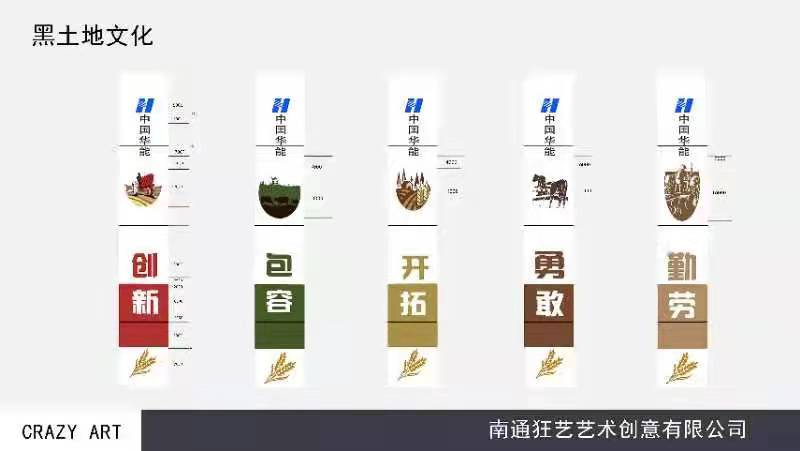 黑土地文化
中国华能
中国华能
中国华能
中国华能
中国华能
创新
包容
开拓
勇敢
勤劳
CRAZY ART
南通狂艺艺术创意有限公司